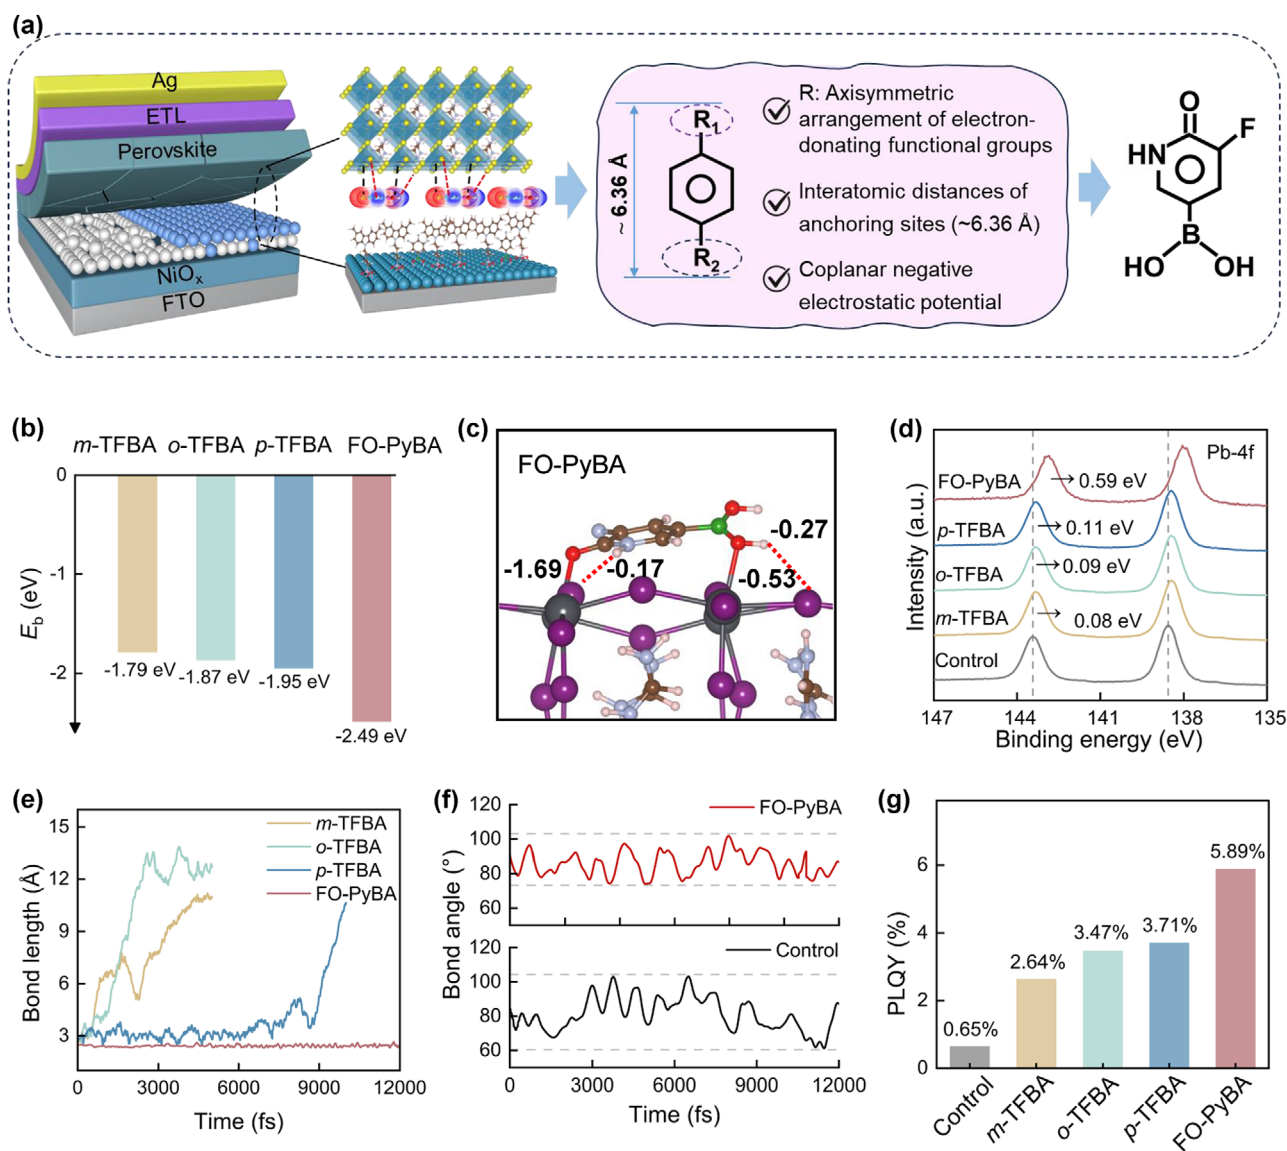 (a)
Ag
ETL
Perovskite
NiOx
FTO
~6.36 Å
R1
R2
R: Axisymmetric
arrangement of electron-
donating functional groups
Interatomic distances of
anchoring sites (~6.36 Å)
Coplanar negative
electrostatic potential
O
F
HN
B
HO
OH
(b)
m-TFBA
o-TFBA
p-TFBA
FO-PyBA
0
-1
-2
Eb (eV)
-1.79 eV
-1.87 eV
-1.95 eV
-2.49 eV
(c)
FO-PyBA
-0.27
-1.69
-0.17
-0.53
(d)
Pb-4f
FO-PyBA
0.59 eV
p-TFBA
0.11 eV
o-TFBA
0.09 eV
m-TFBA
0.08 eV
Control
Intensity (a.u.)
147
144
141
138
135
Binding energy (eV)
(e)
15
12
9
6
3
Bond length (Å)
m-TFBA
o-TFBA
p-TFBA
FO-PyBA
0
3000
6000
9000
12000
Time (fs)
(f)
120
100
80
60
FO-PyBA
120
100
80
60
Control
Bond angle (°)
0
3000
6000
9000
12000
Time (fs)
(g)
6
4
2
0
PLQY (%)
0.65%
2.64%
3.47%
3.71%
5.89%
Control
m-TFBA
o-TFBA
p-TFBA
FO-PyBA